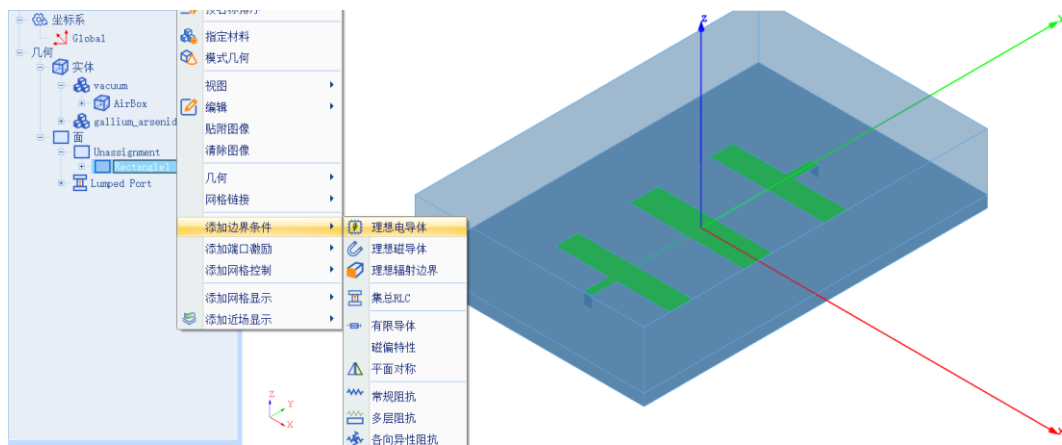 坐标系
Global
几何
实体
vacuum
AirBox
gallium_arsenid
面
Unassignment
Rectangle1
Lumped Port
按名称排序
指定材料
模式几何
视图
编辑
贴附图像
清除图像
几何
网格链接
添加边界条件
添加端口激励
添加网格控制
添加网格显示
添加近场显示
理想电导体
理想磁导体
理想辐射边界
集总RLC
有限导体
磁偏特性
平面对称
常规阻抗
多层阻抗
各向异性阻抗
Z
Y
X
Z